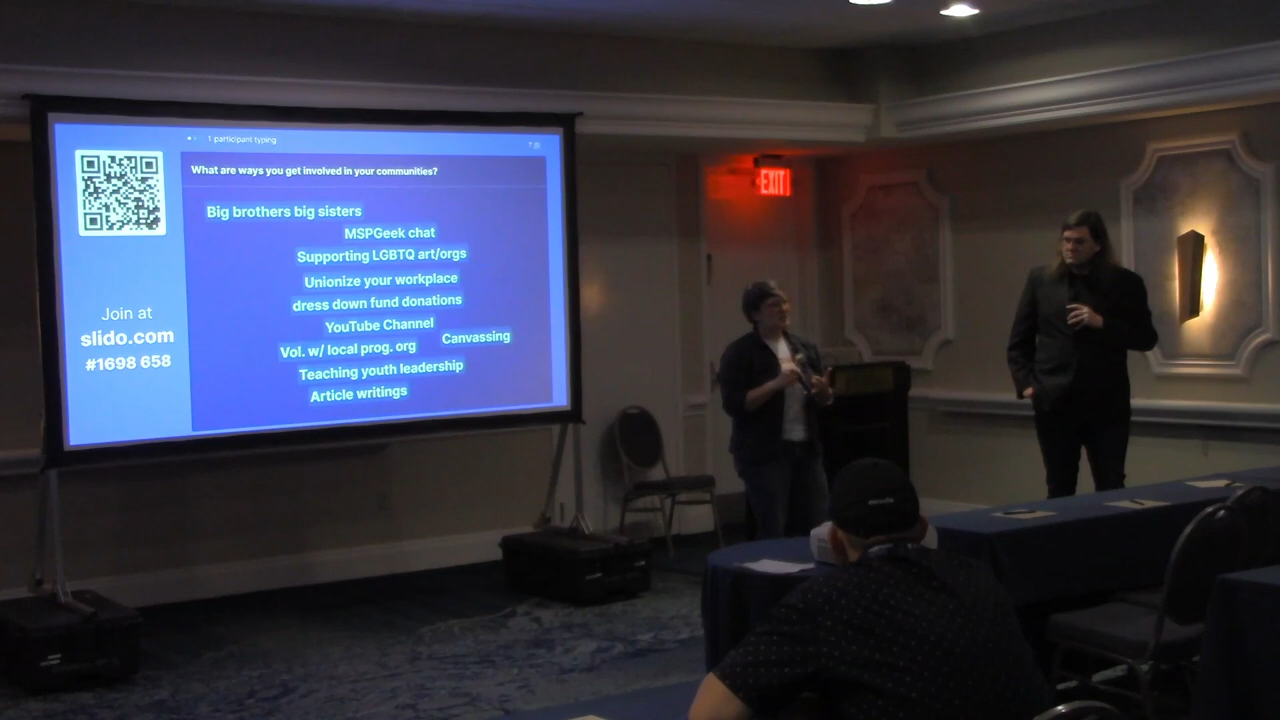 1 participant typing
What are ways you get involved in your communities?
Big brothers big sisters
MSPGeek chat
Supporting LGBTQ art/orgs
Unionize your workplace
dress down fund donations
YouTube Channel
Canvassing
Vol. w/ local prog. org
Teaching youth leadership
Article writings
Join at
slido.com
#1698 658
EXIT